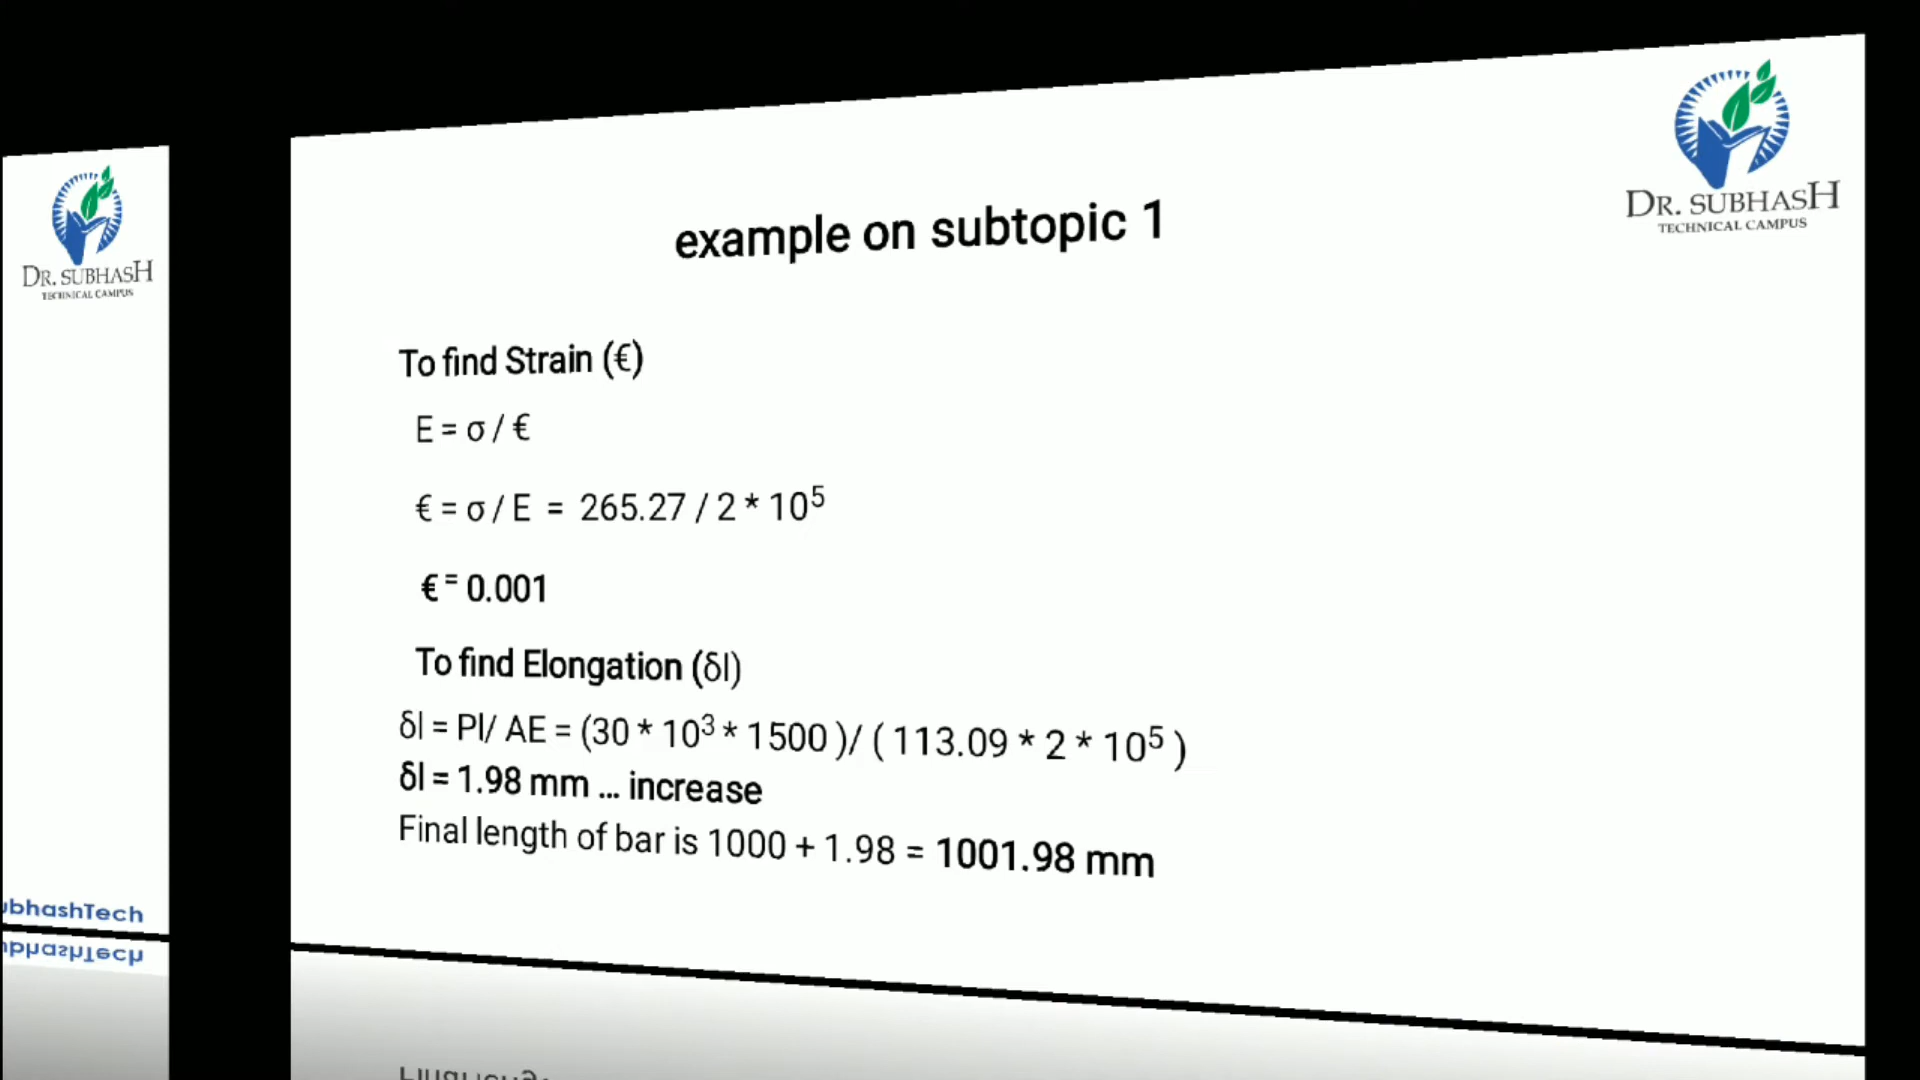 DR. SUBHASH
TECHNICAL CAMPUS
ubhashTech
DR. SUBHASH
TECHNICAL CAMPUS
example on subtopic 1
To find Strain (€)
E = σ / €
€ = σ / E = 265.27 / 2 * 10⁵
€ = 0.001
To find Elongation (δl)
δl = Pl/ AE = (30 * 10³ * 1500 )/ ( 113.09 * 2 * 10⁵ )
δl = 1.98 mm ... increase
Final length of bar is 1000 + 1.98 = 1001.98 mm